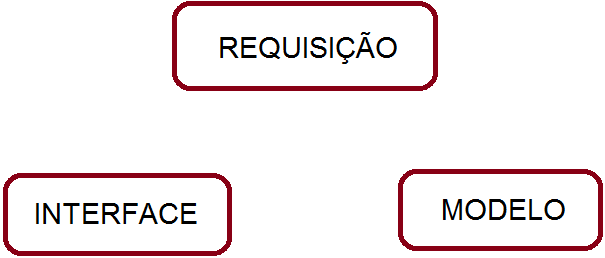 REQUISIÇÃO
INTERFACE
MODELO